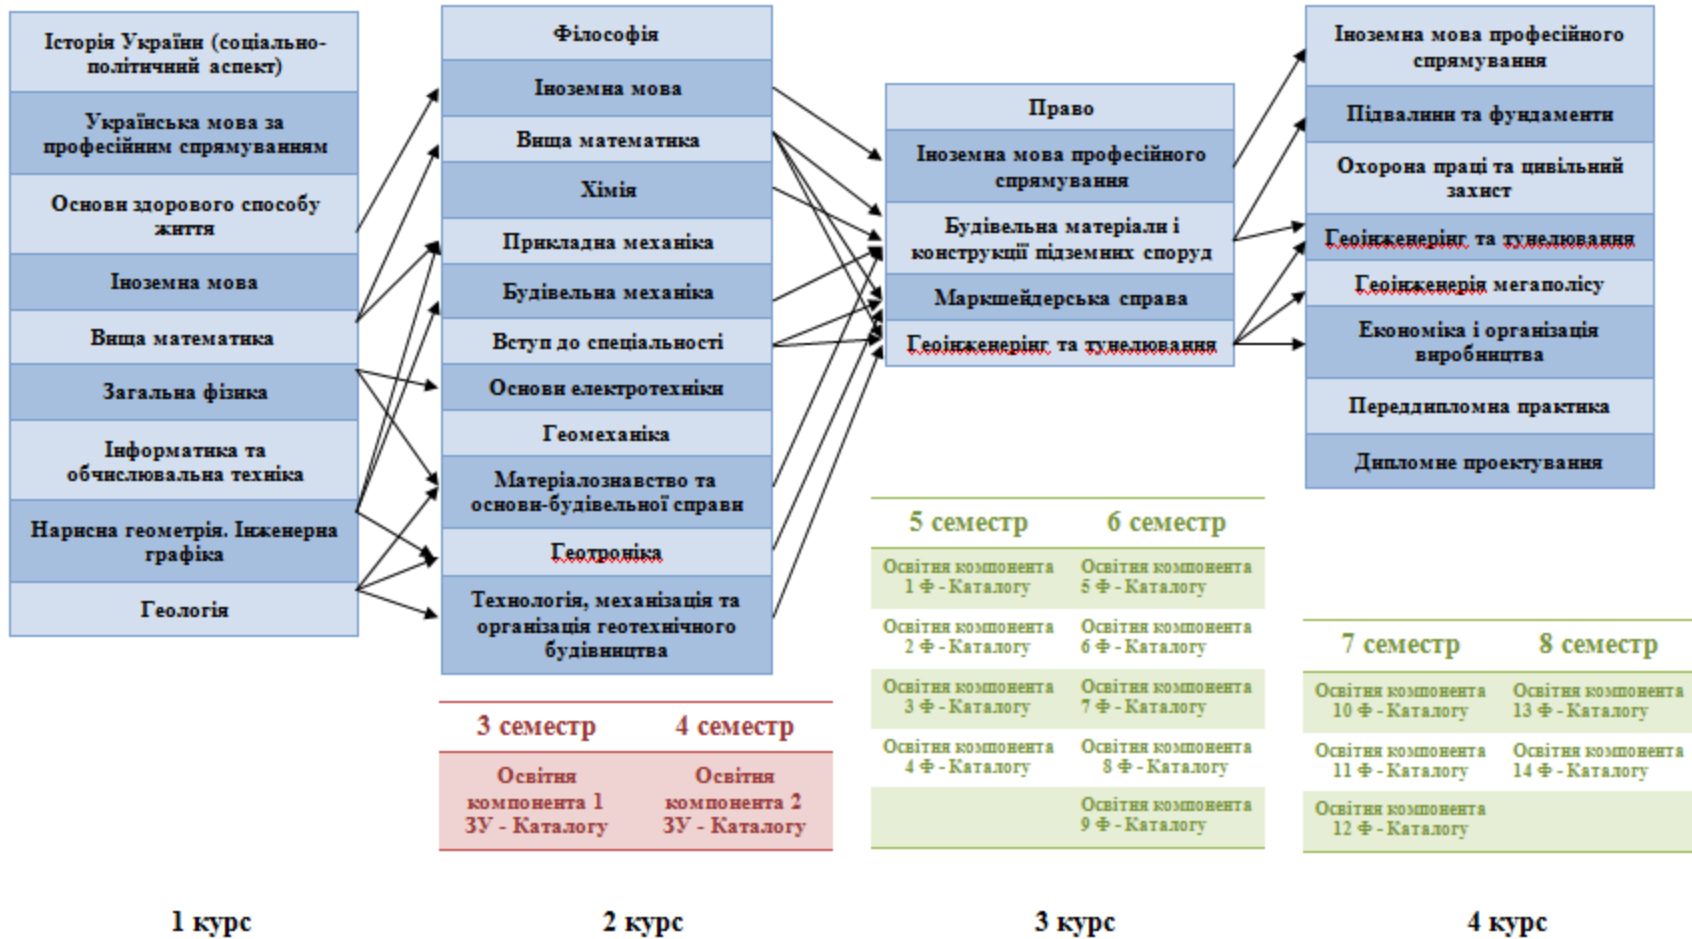 Історія України (соціально-
політичний аспект)
Українська мова за
професійним спрямуванням
Основи здорового способу
життя
Іноземна мова
Вища математика
Загальна фізика
Інформатика та
обчислювальна техніка
Нарисна геометрія. Інженерна
графіка
Геологія
Філософія
Іноземна мова
Вища математика
Хімія
Прикладна механіка
Будівельна механіка
Вступ до спеціальності
Основи електротехніки
Геомеханіка
Матеріалознавство та
основи-будівельної справи
Геотроніка
Технологія, механізація та
організація геотехнічного
будівництва
3 семестр 4 семестр
Освітня Освітня
компонента 1 компонента 2
ЗУ - Каталогу ЗУ - Каталогу
Право
Іноземна мова професійного
спрямування
Будівельна матеріали і
конструкції підземних споруд
Маркшейдерська справа
Геоінженерінг та тунелювання
5 семестр 6 семестр
Освітня компонента Освітня компонента
1 Ф - Каталогу 5 Ф - Каталогу
Освітня компонента Освітня компонента
2 Ф - Каталогу 6 Ф - Каталогу
Освітня компонента Освітня компонента
3 Ф - Каталогу 7 Ф - Каталогу
Освітня компонента Освітня компонента
4 Ф - Каталогу 8 Ф - Каталогу
Освітня компонента
9 Ф - Каталогу
Іноземна мова професійного
спрямування
Підвалини та фундаменти
Охорона праці та цивільний
захист
Геоінженерінг та тунелювання
Геоінженерія мегаполісу
Економіка і організація
виробництва
Переддипломна практика
Дипломне проектування
7 семестр 8 семестр
Освітня компонента Освітня компонента
10 Ф - Каталогу 13 Ф - Каталогу
Освітня компонента Освітня компонента
11 Ф - Каталогу 14 Ф - Каталогу
Освітня компонента
12 Ф - Каталогу
1 курс 2 курс 3 курс 4 курс